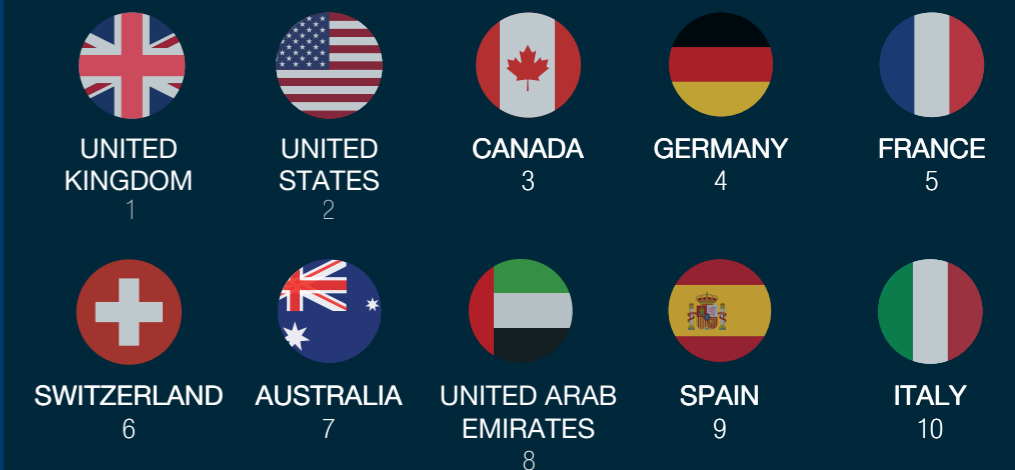 UNITED
KINGDOM
1
UNITED
STATES
2
CANADA
3
GERMANY
4
FRANCE
5
SWITZERLAND
6
AUSTRALIA
7
UNITED ARAB
EMIRATES
8
SPAIN
9
ITALY
10